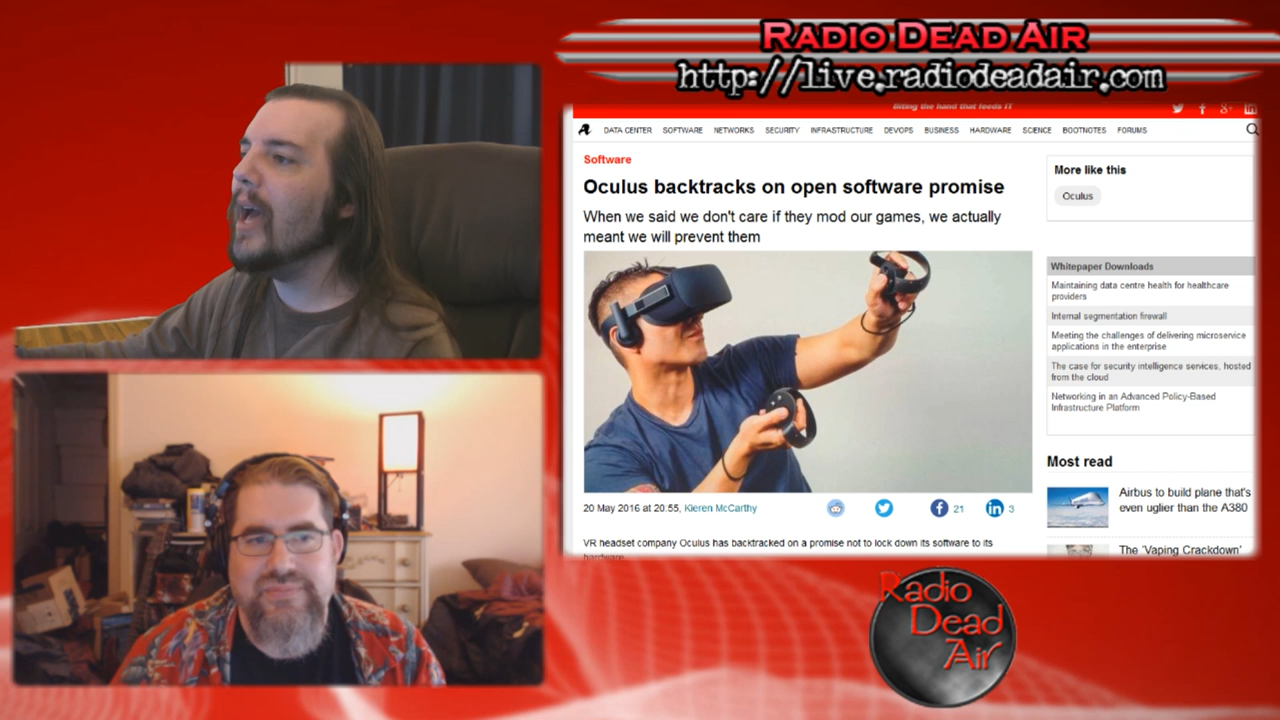 RADIO DEAD AIR
http://live.radiodeadair.com
Biting the hand that feeds IT
DATA CENTER SOFTWARE NETWORKS SECURITY INFRASTRUCTURE DEVOPS BUSINESS HARDWARE SCIENCE BOOTNOTES FORUMS
Software
Oculus backtracks on open software promise
When we said we don't care if they mod our games, we actually
meant we will prevent them
20 May 2016 at 20:55, Kieren McCarthy
21
3
VR headset company Oculus has backtracked on a promise not to lock down its software to its
hardware
More like this
Oculus
Whitepaper Downloads
Maintaining data centre health for healthcare
providers
Internal segmentation firewall
Meeting the challenges of delivering microservice
applications in the enterprise
The case for security intelligence services, hosted
from the cloud
Networking in an Advanced Policy-Based
Infrastructure Platform
Most read
Airbus to build plane that's
even uglier than the A380
The 'Vaping Crackdown'
Radio
Dead
Air